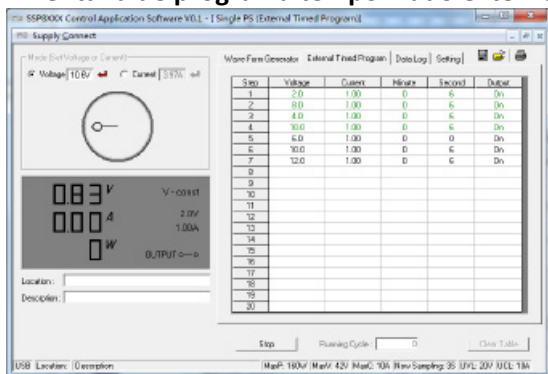 SSP8XXX Control Application Software V0.1 - [ Single PS (External Timed Program)]
Supply Connect
Mode (Set Voltage or Current)
Voltage 10.6V Current 3.97A
Wave Form Generator External Timed Program Data Log Setting
Step Voltage Current Minute Second Output
1 2.0 1.00 0 6 On
2 8.0 1.00 0 6 On
3 4.0 1.00 0 6 On
4 10.0 1.00 0 6 On
5 6.0 1.00 0 0 On
6 10.0 1.00 0 6 On
7 12.0 1.00 0 6 On
8
9
10
11
12
13
14
15
16
17
18
19
20
0.83 V V-const
0.00 A 2.0V
1.00A
0 W OUTPUT
Location :
Description :
Stop Running Cycle : 0 Clear Table
USB Location: Description MaxP: 160W MaxV: 42V MaxC: 10A New Sampling: 3S UVL: 20V UCL: 10A